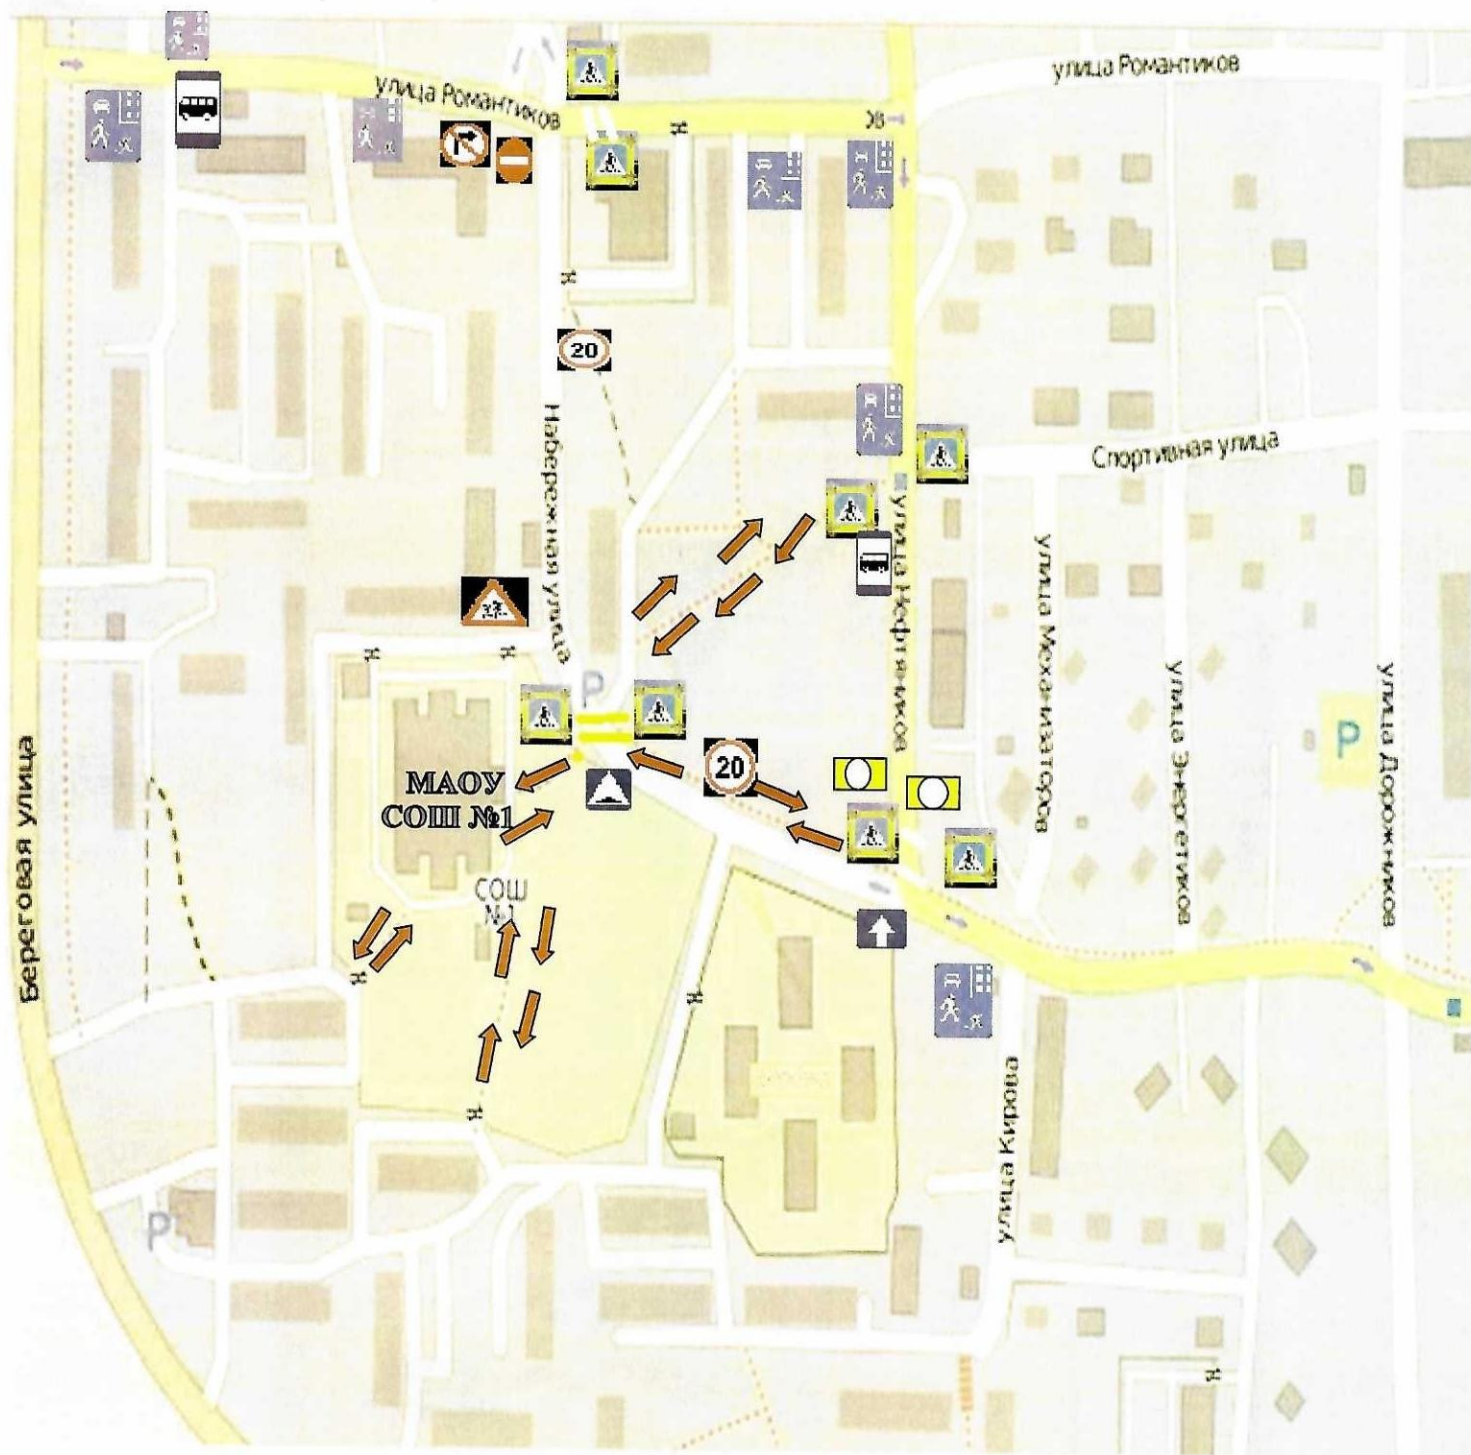 улица Романтиков
улица Романтиков
20
Набережная улица
Спортивная улица
улица Нефтяников
улица Механизаторов
улица Энергетиков
улица Дорожников
P
P
20
МАОУ
СОШ №1
СОШ
№1
Береговая улица
улица Кирова
P